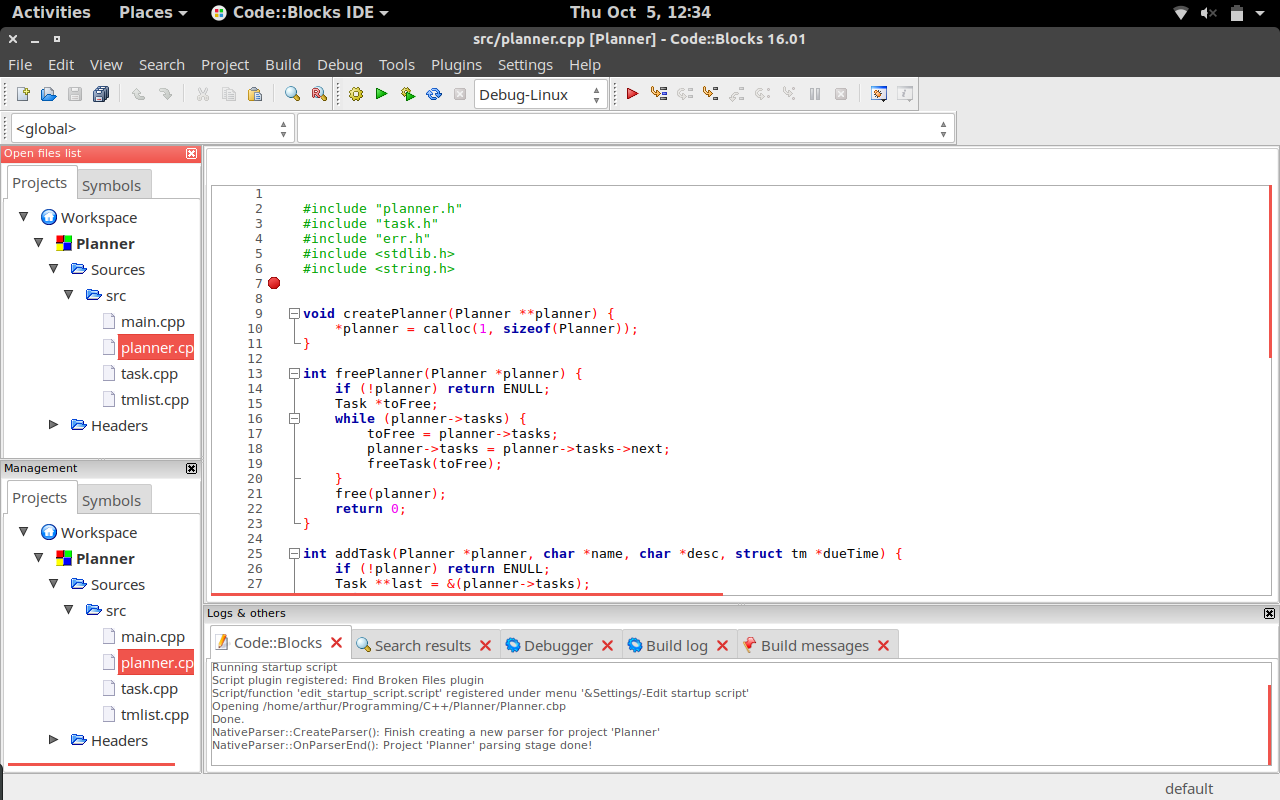 Activities Places Code::Blocks IDE Thu Oct 5, 12:34
src/planner.cpp [Planner] - Code::Blocks 16.01
File Edit View Search Project Build Debug Tools Plugins Settings Help
Debug-Linux
<global>
Open files list
Projects Symbols
Workspace
Planner
Sources
src
main.cpp
planner.cp
task.cpp
tmlist.cpp
Headers
Management
Projects Symbols
Workspace
Planner
Sources
src
main.cpp
planner.cp
task.cpp
tmlist.cpp
Headers
1
2 #include "planner.h"
3 #include "task.h"
4 #include "err.h"
5 #include <stdlib.h>
6 #include <string.h>
7
8
9 void createPlanner(Planner **planner) {
10 *planner = calloc(1, sizeof(Planner));
11 }
12
13 int freePlanner(Planner *planner) {
14 if (!planner) return ENULL;
15 Task *toFree;
16 while (planner->tasks) {
17 toFree = planner->tasks;
18 planner->tasks = planner->tasks->next;
19 freeTask(toFree);
20 }
21 free(planner);
22 return 0;
23 }
24
25 int addTask(Planner *planner, char *name, char *desc, struct tm *dueTime) {
26 if (!planner) return ENULL;
27 Task **last = &(planner->tasks);
Logs & others
Code::Blocks Search results Debugger Build log Build messages
Running startup script
Script plugin registered: Find Broken Files plugin
Script/function 'edit_startup_script.script' registered under menu '&Settings/-Edit startup script'
Opening /home/arthur/Programming/C++/Planner/Planner.cbp
Done.
NativeParser::CreateParser(): Finish creating a new parser for project 'Planner'
NativeParser::OnParserEnd(): Project 'Planner' parsing stage done!
default